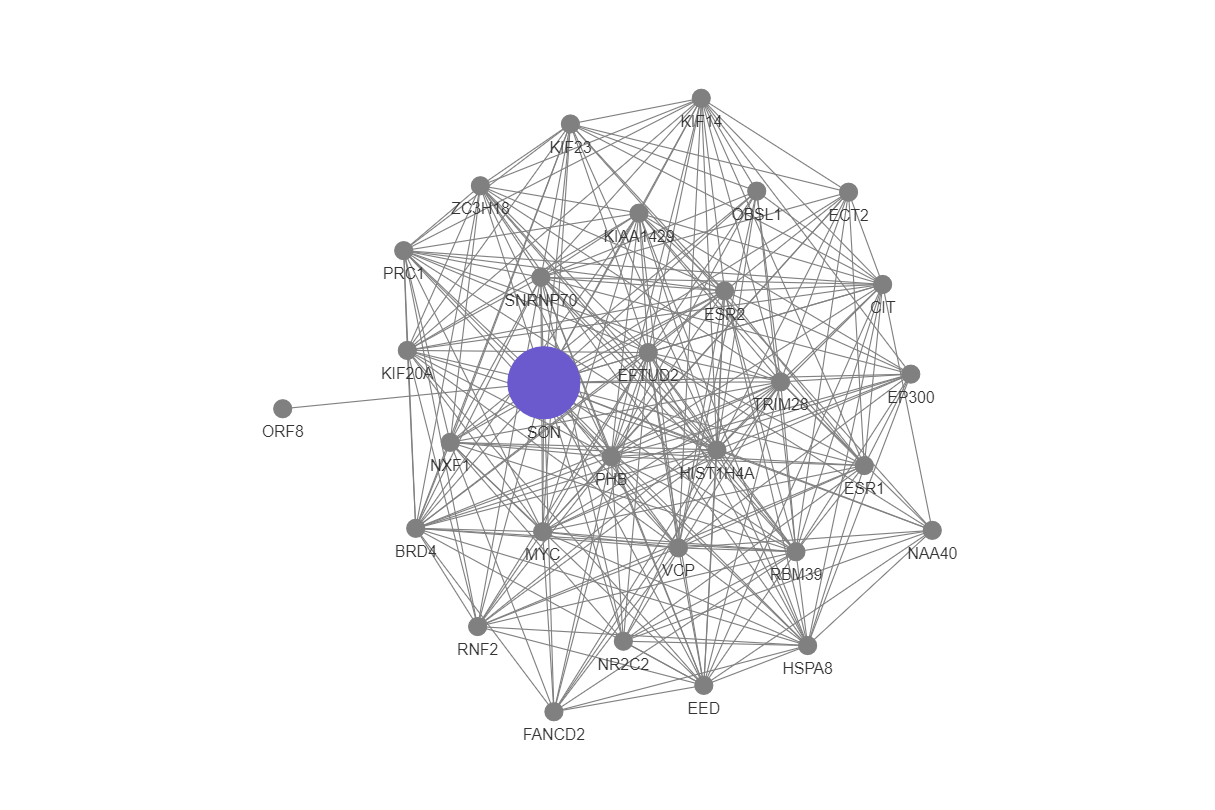 KIF14
KIF23
ZC3H18
OBSL1
ECT2
KIAA1429
PRC1
SNRNP70
CIT
ESR2
KIF20A
EFTUD2
EP300
TRIM28
ORF8
SON
NXF1
PHB
HIST1H4A
ESR1
BRD4
MYC
NAA40
VCP
RBM39
RNF2
NR2C2
HSPA8
EED
FANCD2